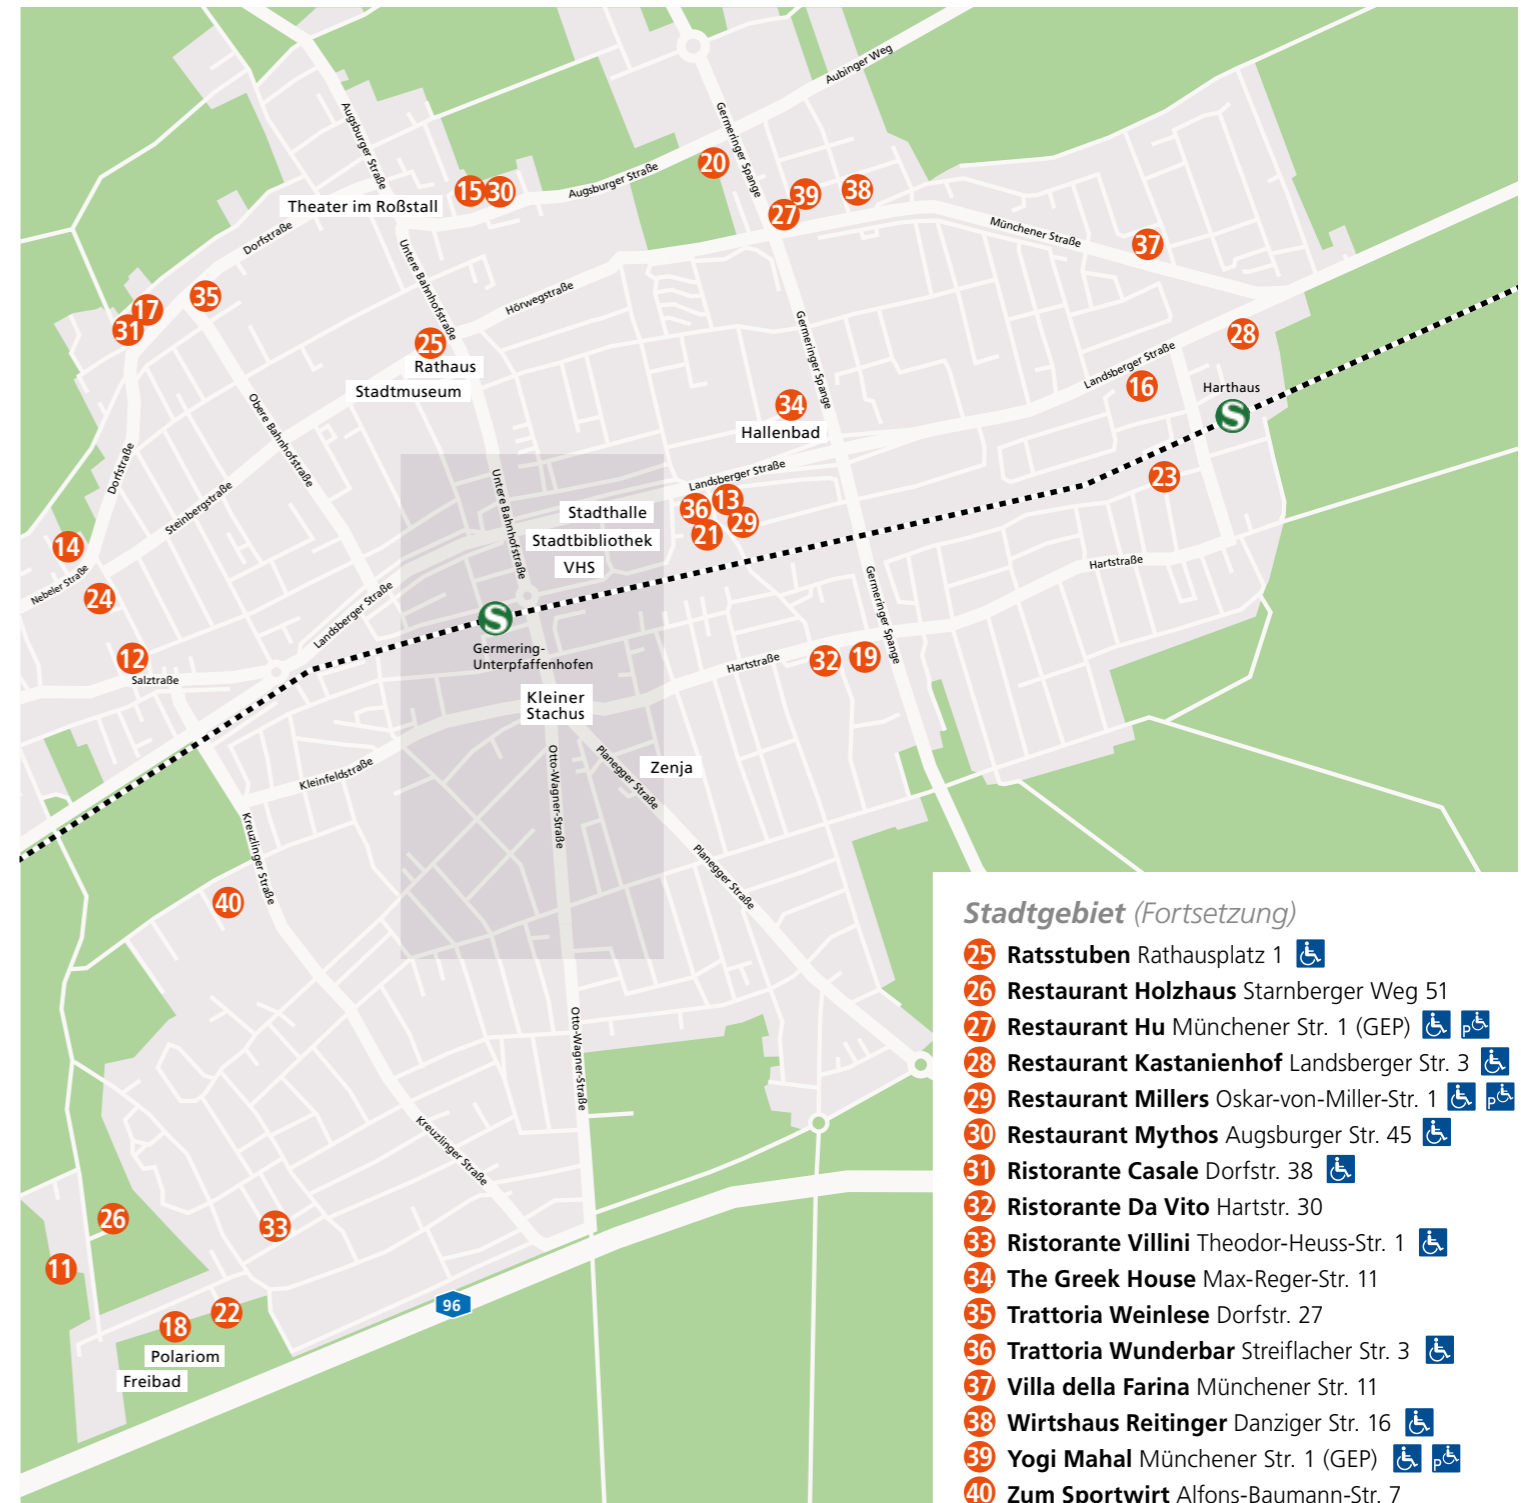 Aubinger Weg
Augsburger Straße
Germeringer Spange
20
15
30
Augsburger Straße
39
38
27
Theater im Roßstall
Dorfstraße
Münchener Straße
37
Untere Bahnhofstraße
35
17
31
Hörwegstraße
25
Rathaus
Stadtmuseum
Germeringer Spange
28
Landsberger Straße
16
Harthaus
S
34
Hallenbad
Obere Bahnhofstraße
Dorfstraße
Steinbergstraße
Untere Bahnhofstraße
Landsberger Straße
23
Stadthalle
36
13
29
21
Stadtbibliothek
VHS
14
Nebeler Straße
24
Landsberger Straße
S
Germering-
Unterpfaffenhofen
Germeringer Spange
Hartstraße
12
Salztraße
Hartstraße
32
19
Kleiner
Stachus
Zenja
Kleinfeldstraße
Otto-Wagner-Straße
Planegger Straße
Kreuzlinger Straße
Planegger Straße
40
Otto-Wagner-Straße
Kreuzlinger Straße
26
33
11
22
18
Polariom
Freibad
96
Stadtgebiet (Fortsetzung)
25 Ratsstuben Rathausplatz 1
26 Restaurant Holzhaus Starnberger Weg 51
27 Restaurant Hu Münchener Str. 1 (GEP) P
28 Restaurant Kastanienhof Landsberger Str. 3
29 Restaurant Millers Oskar-von-Miller-Str. 1 P
30 Restaurant Mythos Augsburger Str. 45
31 Ristorante Casale Dorfstr. 38
32 Ristorante Da Vito Hartstr. 30
33 Ristorante Villini Theodor-Heuss-Str. 1
34 The Greek House Max-Reger-Str. 11
35 Trattoria Weinlese Dorfstr. 27
36 Trattoria Wunderbar Streiflacher Str. 3
37 Villa della Farina Münchener Str. 11
38 Wirtshaus Reitinger Danziger Str. 16
39 Yogi Mahal Münchener Str. 1 (GEP) P
40 Zum Sportwirt Alfons-Baumann-Str. 7